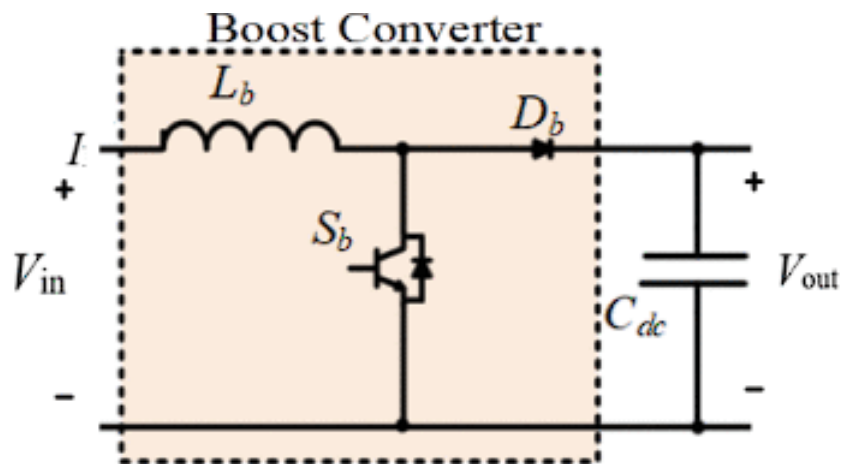 Boost Converter
L_b
D_b
I
+
+
S_b
V_in
V_out
C_dc
-
-